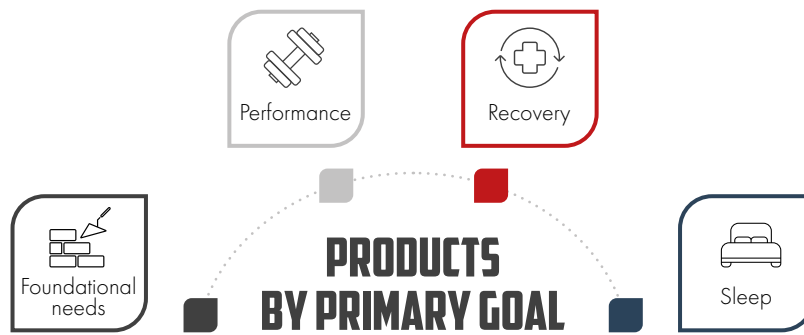 Performance
Recovery
Foundational
needs
PRODUCTS
BY PRIMARY GOAL
Sleep